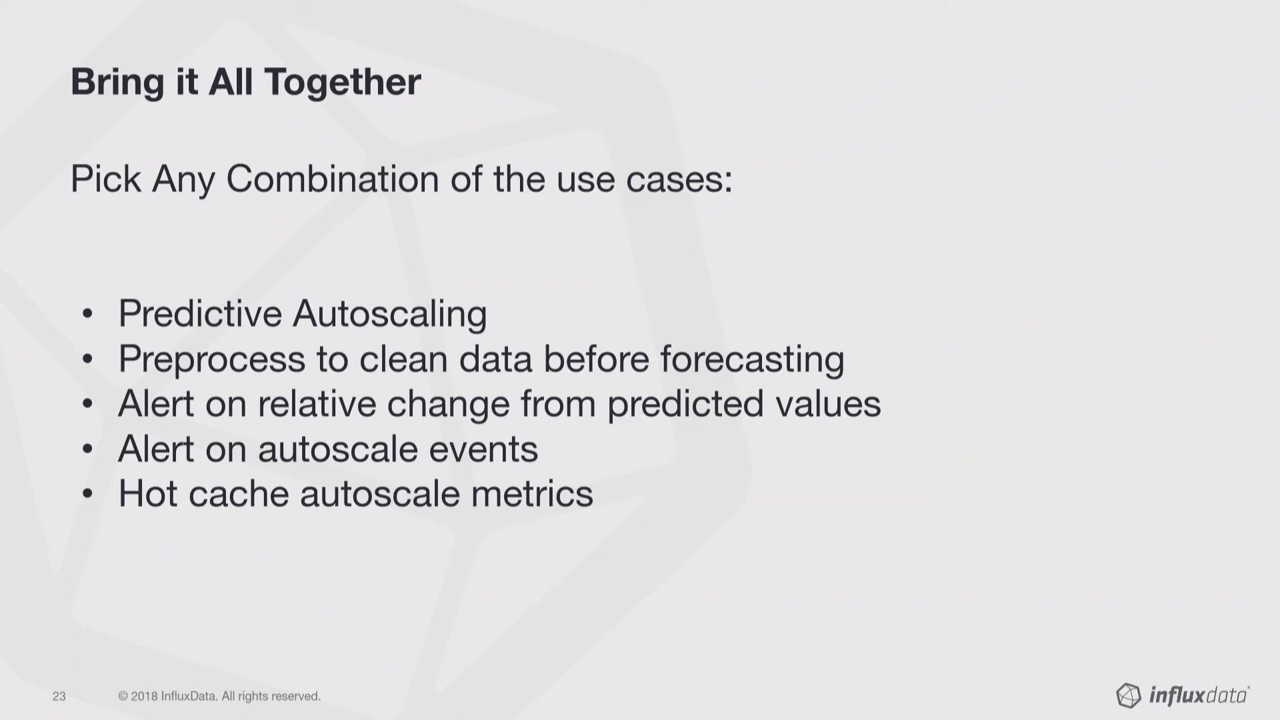 Bring it All Together
Pick Any Combination of the use cases:
• Predictive Autoscaling
• Preprocess to clean data before forecasting
• Alert on relative change from predicted values
• Alert on autoscale events
• Hot cache autoscale metrics
23
© 2018 InfluxData. All rights reserved.
influxdata